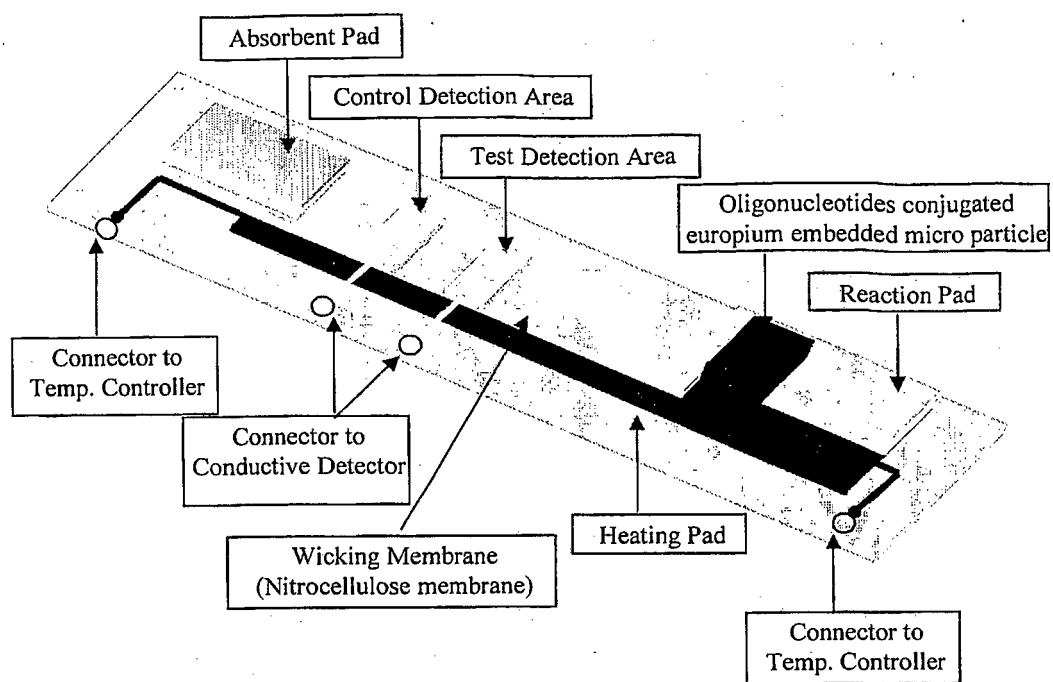 Absorbent Pad
Control Detection Area
Test Detection Area
Oligonucleotides conjugated
europium embedded micro particle
Reaction Pad
Connector to
Temp. Controller
Connector to
Conductive Detector
Wicking Membrane
(Nitrocellulose membrane)
Heating Pad
Connector to
Temp. Controller